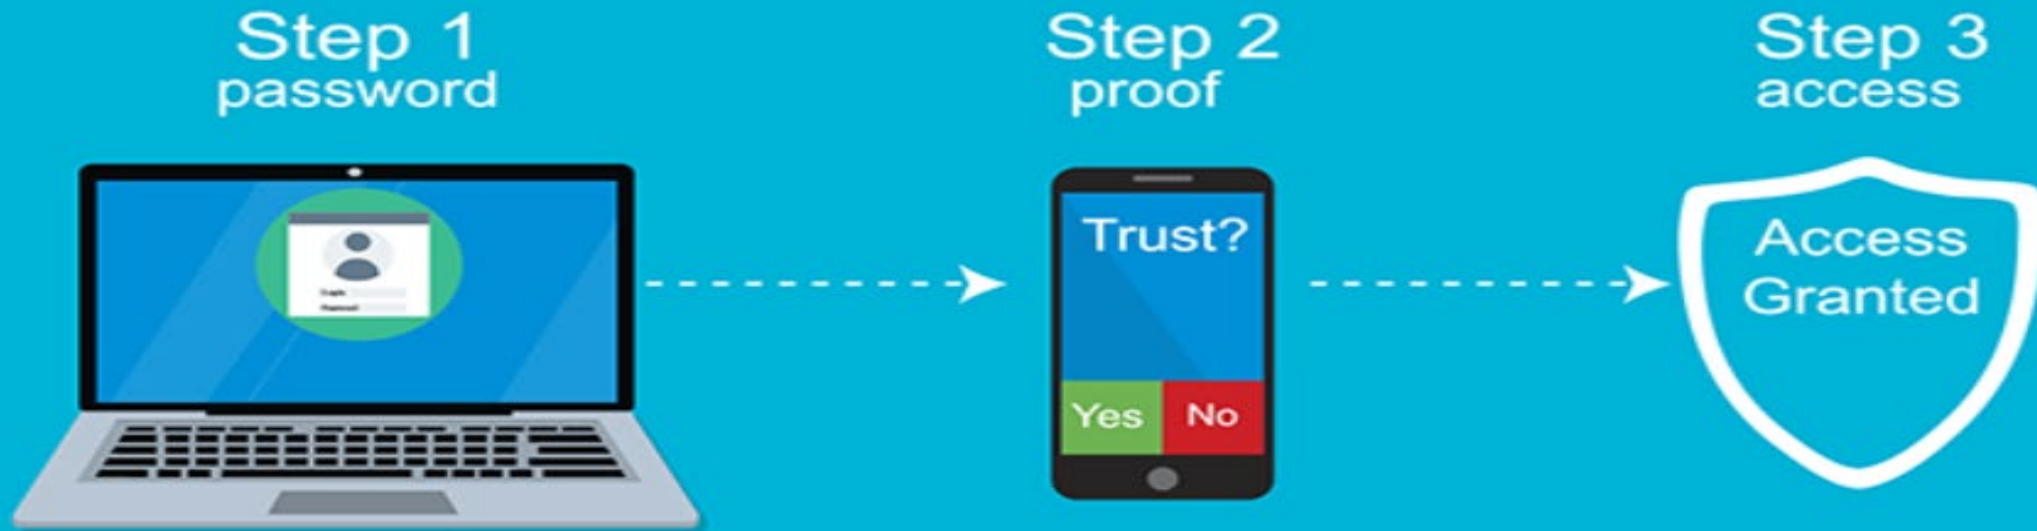 Step 1
password
Step 2
proof
Step 3
access
Trust?
Yes
No
Access
Granted